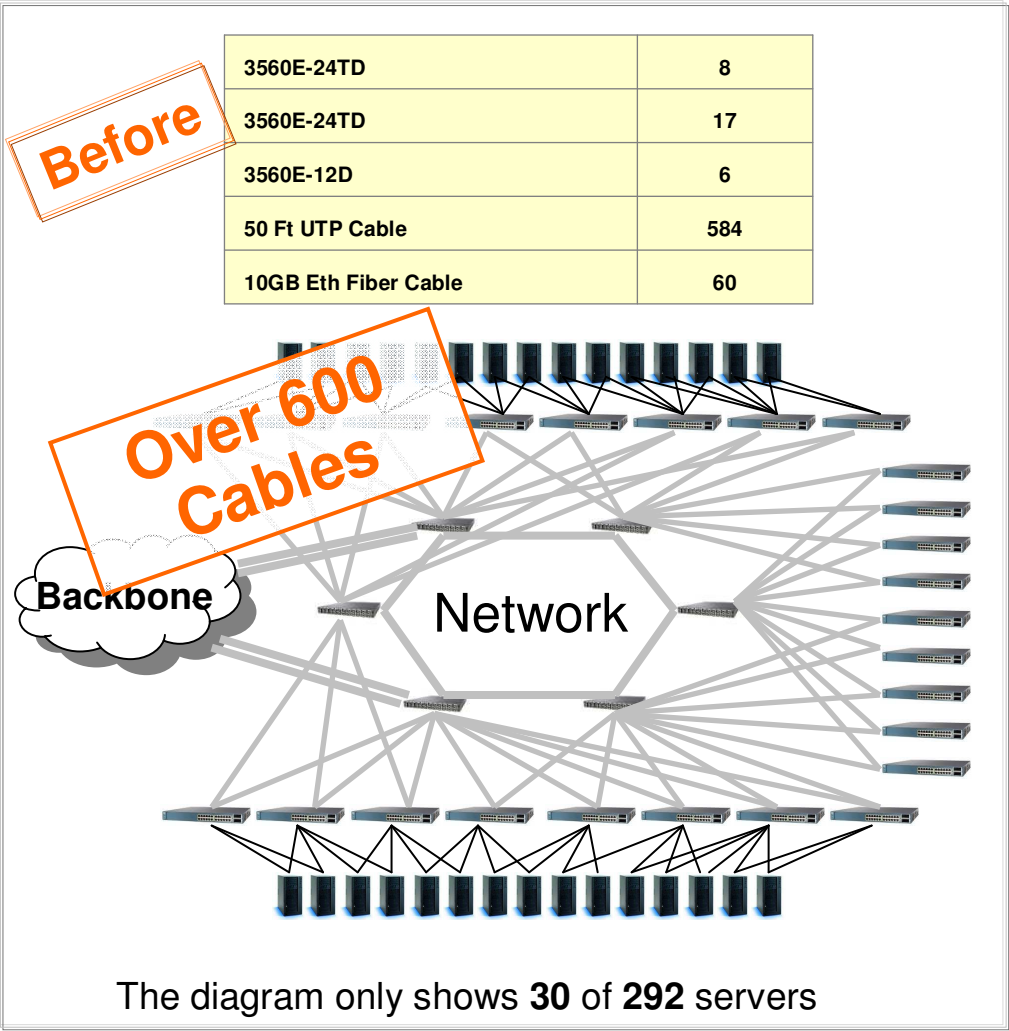 Before
3560E-24TD 8
3560E-24TD 17
3560E-12D 6
50 Ft UTP Cable 584
10GB Eth Fiber Cable 60
Over 600
Cables
Backbone
Network
The diagram only shows 30 of 292 servers